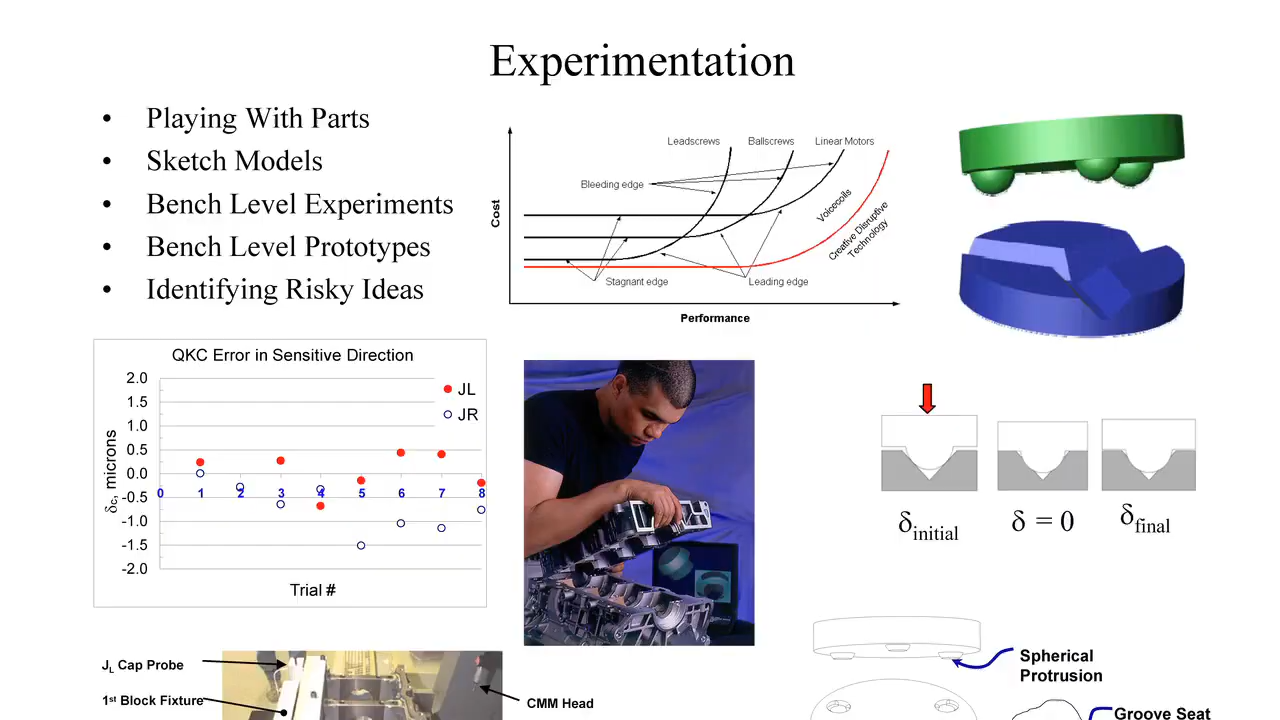 Experimentation
• Playing With Parts
• Sketch Models
• Bench Level Experiments
• Bench Level Prototypes
• Identifying Risky Ideas
Leadscrews
Ballscrews
Linear Motors
Bleeding edge
Cost
Voicecoils
Creative Disruptive
Technology
Stagnant edge
Leading edge
Performance
QKC Error in Sensitive Direction
2.0
1.5
1.0
0.5
0.0
-0.5
-1.0
-1.5
-2.0
JL
JR
δc, microns
0 1 2 3 4 5 6 7 8
Trial #
δinitial
δ = 0
δfinal
JL Cap Probe
1st Block Fixture
CMM Head
Spherical
Protrusion
Groove Seat